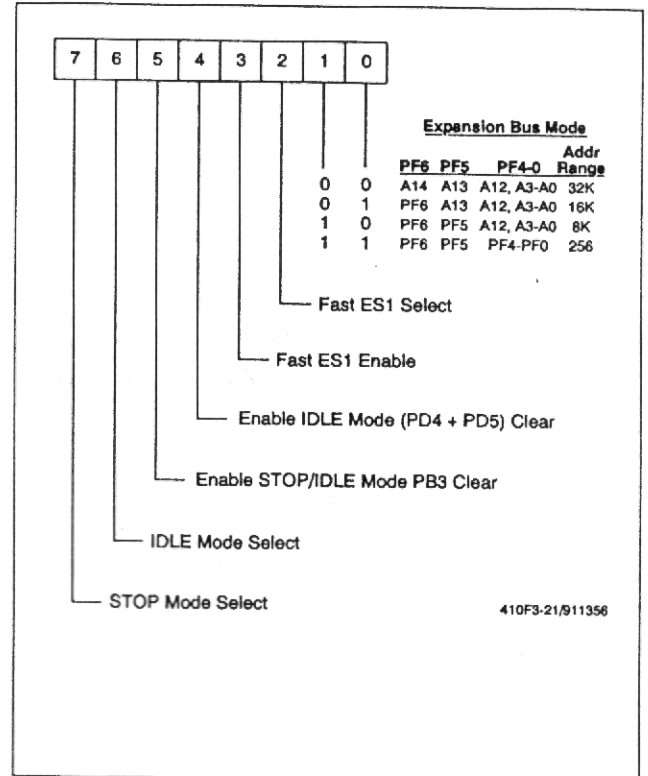 7 6 5 4 3 2 1 0
Expansion Bus Mode
Addr
PF6 PF5 PF4-0 Range
0 0 A14 A13 A12, A3-A0 32K
0 1 PF6 A13 A12, A3-A0 16K
1 0 PF6 PF5 A12, A3-A0 8K
1 1 PF6 PF5 PF4-PF0 256
Fast ES1 Select
Fast ES1 Enable
Enable IDLE Mode (PD4 + PD5) Clear
Enable STOP/IDLE Mode PB3 Clear
IDLE Mode Select
STOP Mode Select
410F3-21/911356